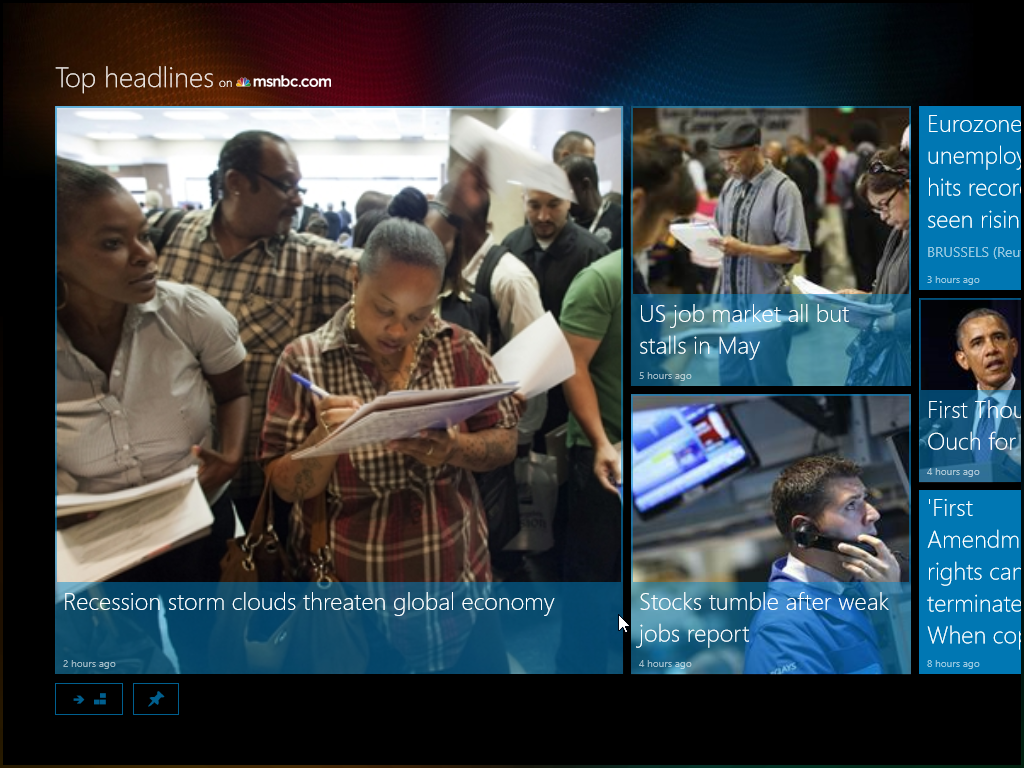 Top headlines on msnbc.com
Recession storm clouds threaten global economy
2 hours ago
US job market all but
stalls in May
5 hours ago
Stocks tumble after weak
jobs report
4 hours ago
Eurozone
unemploy
hits recor
seen risin
BRUSSELS (Reu
3 hours ago
First Thou
Ouch for
4 hours ago
'First
Amendm
rights can
terminate
When cop
8 hours ago